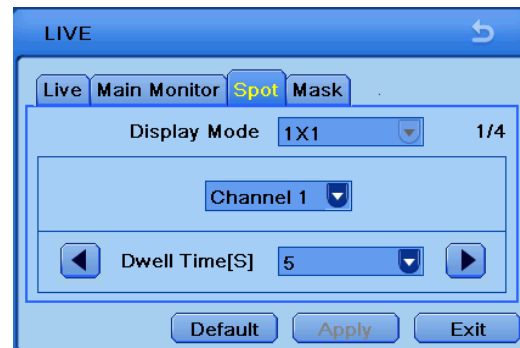 LIVE
Live Main Monitor Spot Mask
Display Mode 1X1 1/4
Channel 1
Dwell Time[S] 5
Default Apply Exit